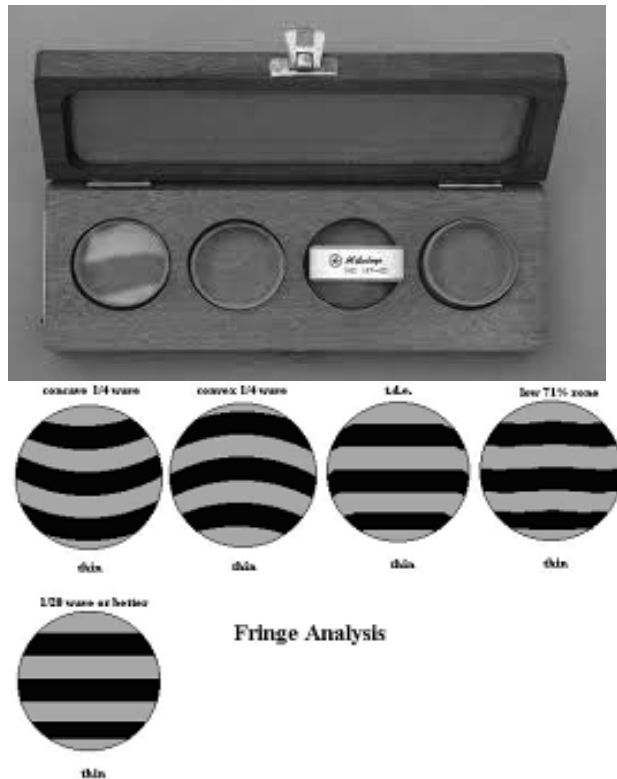 Mitutoyo
concave 1/4 wave
convex 1/4 wave
t.d.e.
low 71% zone
thin
thin
thin
thin
1/20 wave or better
Fringe Analysis
thin